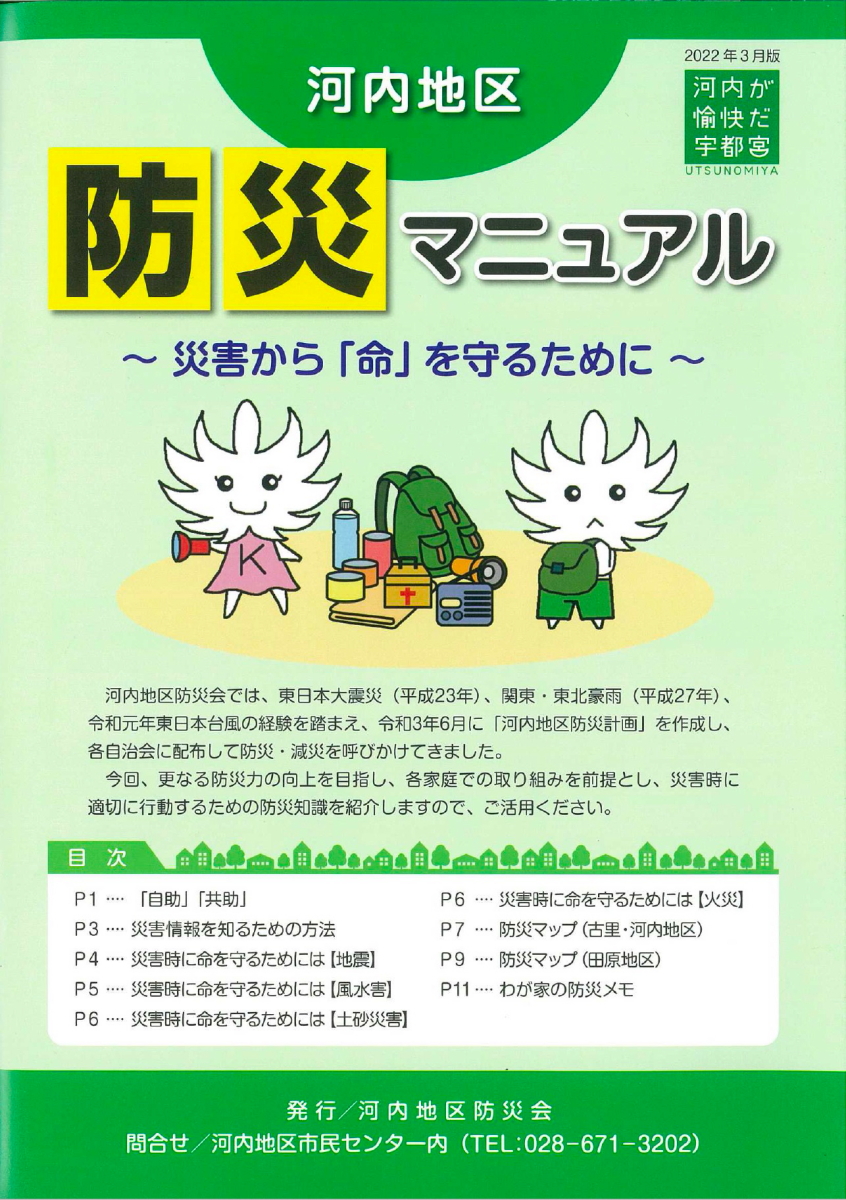 河内地区
2022年3月版
河内が
愉快だ
宇都宮
UTSUNOMIYA
防災マニュアル
～ 災害から「命」を守るために ～
K
河内地区防災会では、東日本大震災（平成23年）、関東・東北豪雨（平成27年）、
令和元年東日本台風の経験を踏まえ、令和3年6月に「河内地区防災計画」を作成し、
各自治会に配布して防災・減災を呼びかけてきました。
今回、更なる防災力の向上を目指し、各家庭での取り組みを前提とし、災害時に
適切に行動するための防災知識を紹介しますので、ご活用ください。
目 次
P1 ‥‥ 「自助」「共助」
P3 ‥‥ 災害情報を知るための方法
P4 ‥‥ 災害時に命を守るためには【地震】
P5 ‥‥ 災害時に命を守るためには【風水害】
P6 ‥‥ 災害時に命を守るためには【土砂災害】
P6 ‥‥ 災害時に命を守るためには【火災】
P7 ‥‥ 防災マップ（古里・河内地区）
P9 ‥‥ 防災マップ（田原地区）
P11 ‥‥ わが家の防災メモ
発行／河内地区防災会
問合せ／河内地区市民センター内（TEL：028-671-3202）